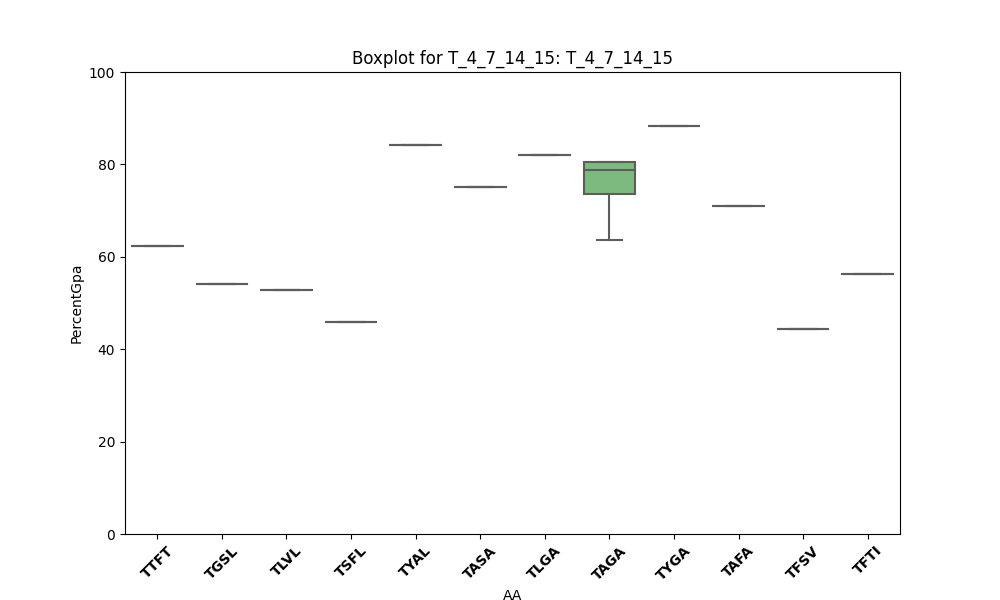 Boxplot for T_4_7_14_15: T_4_7_14_15
100
80
60
40
20
0
PercentGpa
TTFT
TGSL
TLVL
TSFL
TYAL
TASA
TLGA
TAGA
TYGA
TAFA
TFSV
TFTI
AA